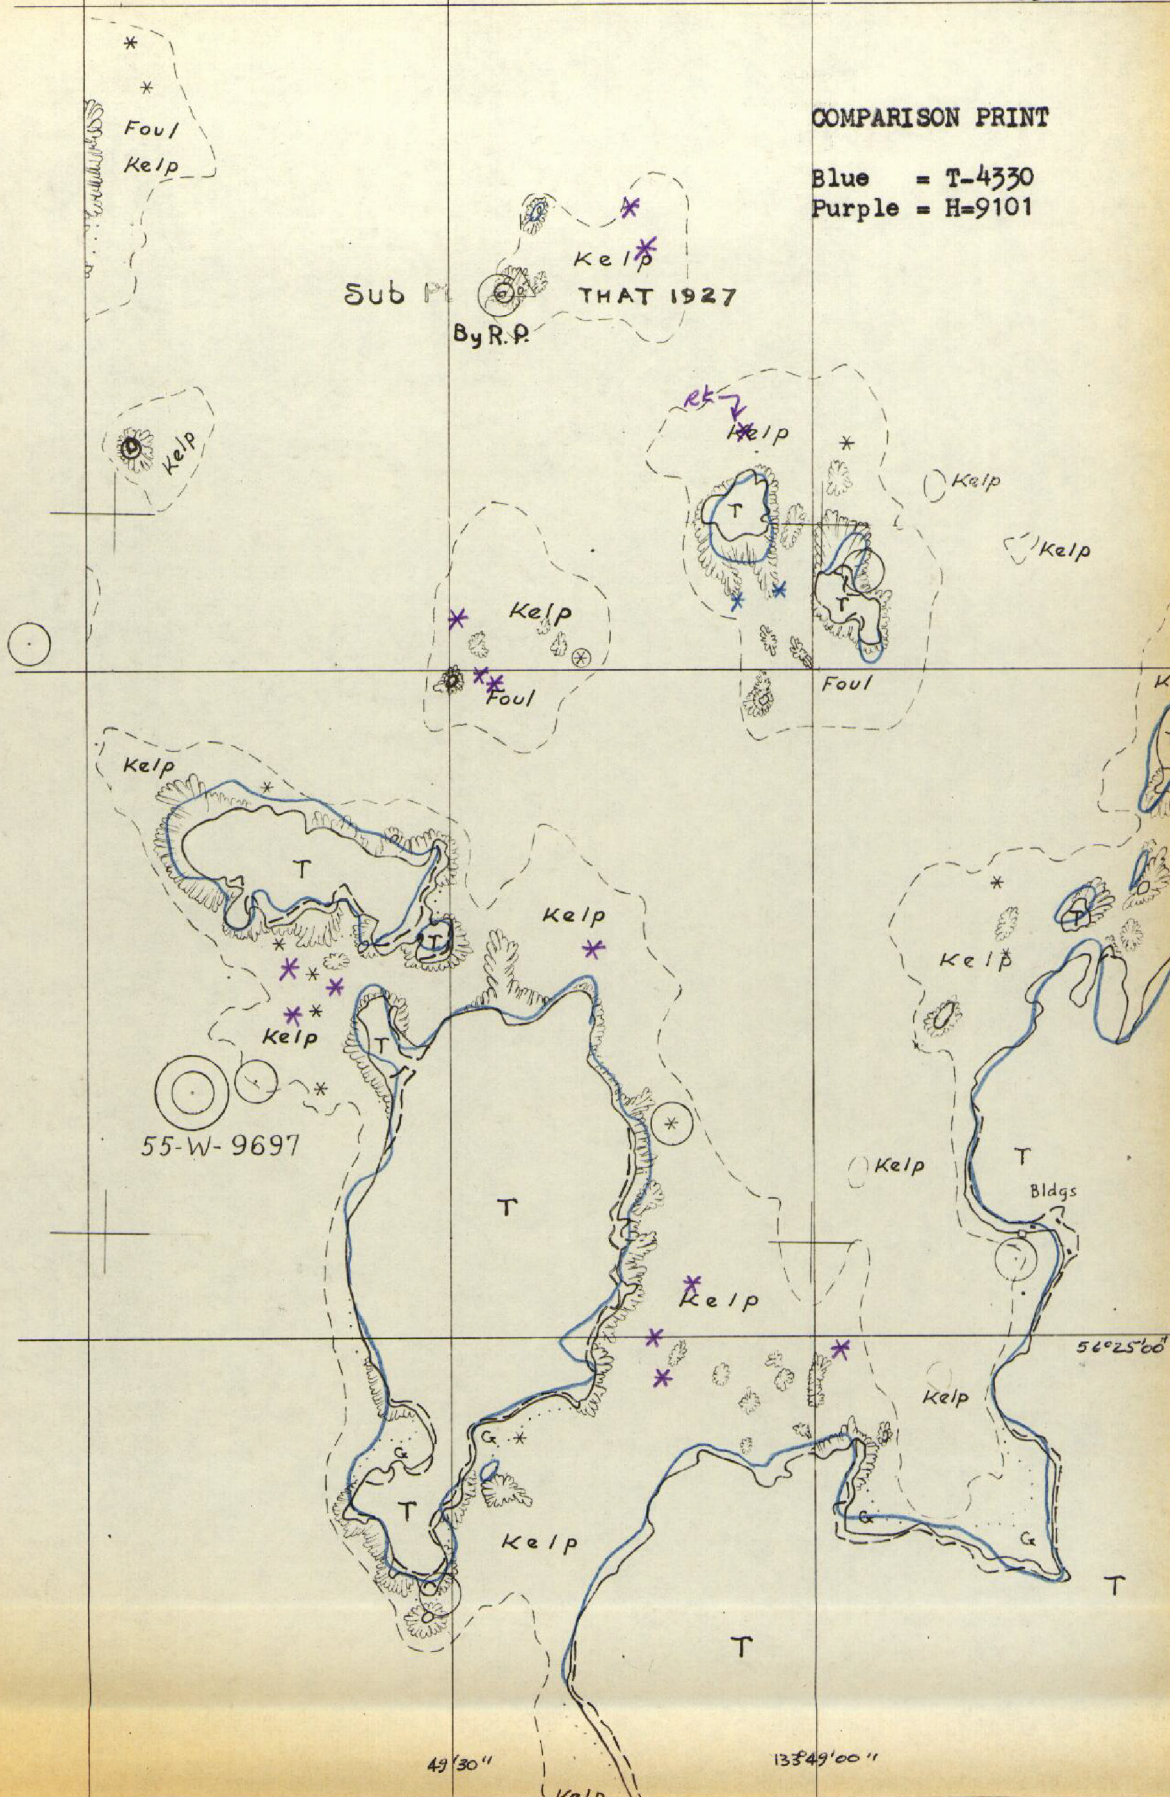 COMPARISON PRINT
Blue = T-4330
Purple = H=9101
Foul
Kelp
Kelp
Sub
THAT 1927
By R.P.
Rk
Kelp
Kelp
Kelp
Kelp
Kelp
T
T
Foul
Foul
Kelp
T
Kelp
T
Kelp
Kelp
T
T
55-W-9697
Kelp
T
Bldgs
T
Kelp
56°25'00"
Kelp
G
G
T
Kelp
G
G
T
T
49'30"
133°49'00"
Kelp